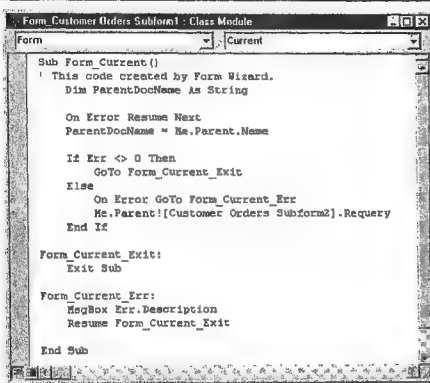 Form_Customer Orders Subform1 : Class Module
Form Current
Sub Form_Current()
' This code created by Form Wizard.
Dim ParentDocName As String
On Error Resume Next
ParentDocName = Me.Parent.Name
If Err <> 0 Then
GoTo Form_Current_Exit
Else
On Error GoTo Form_Current_Err
Me.Parent![Customer Orders Subform2].Requery
End If
Form_Current_Exit:
Exit Sub
Form_Current_Err:
MsgBox Err.Description
Resume Form_Current_Exit
End Sub